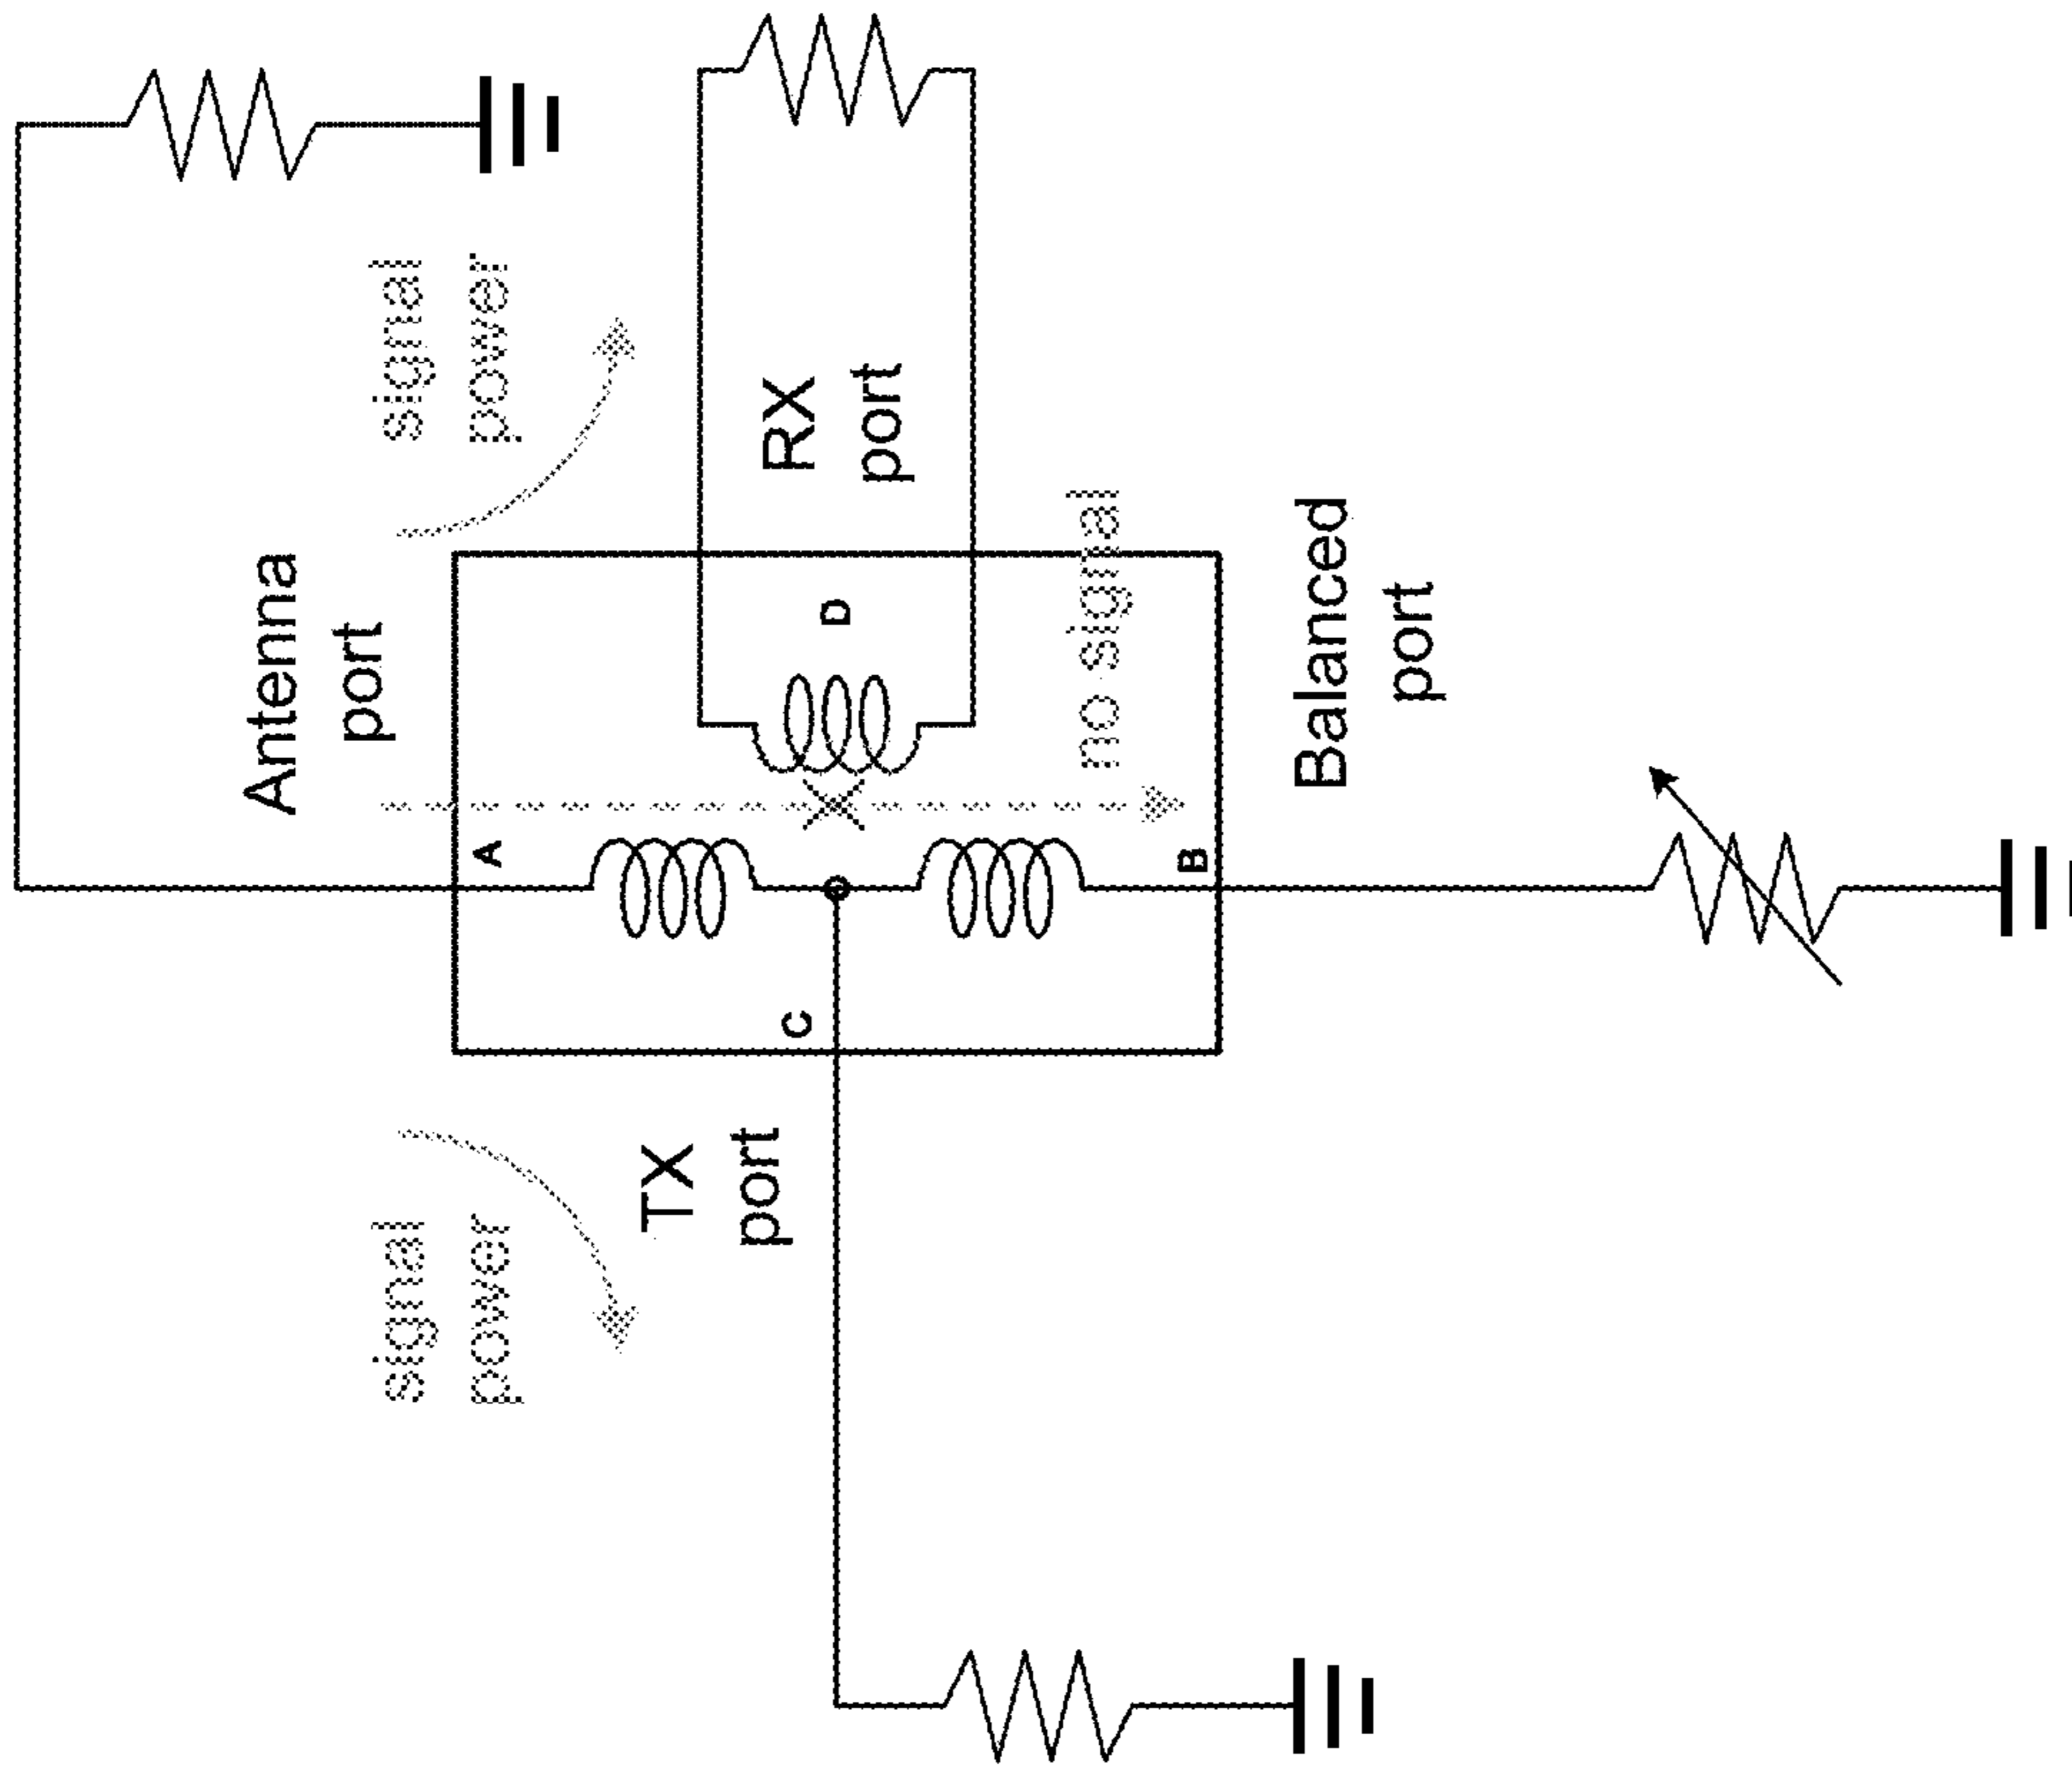 Antenna
port
signal
power
signal
power
TX
port
RX
port
A
B
C
D
no signal
Balanced
port